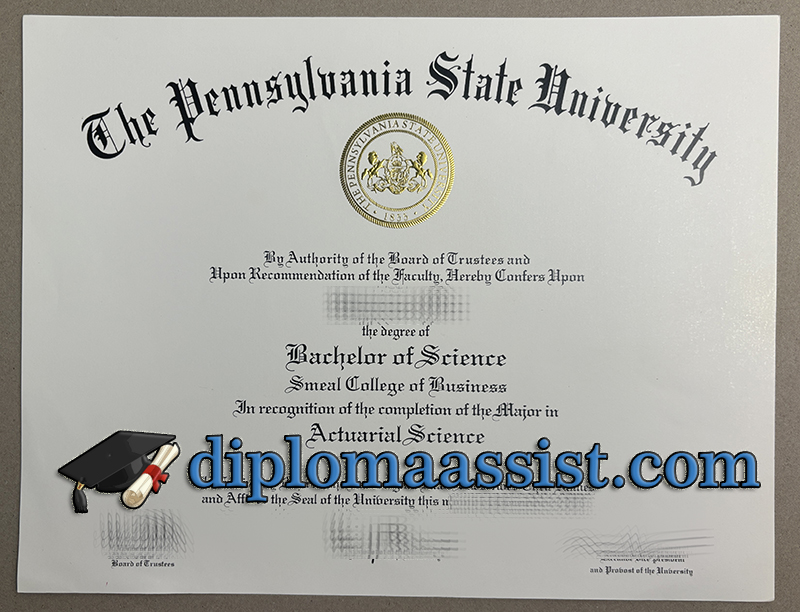 The Pennsylvania State University
THE PENNSYLVANIA STATE UNIVERSITY
· 1855 ·
By Authority of the Board of Trustees and
Upon Recommendation of the Faculty, Hereby Confers Upon
the degree of
Bachelor of Science
Smeal College of Business
In recognition of the completion of the Major in
Actuarial Science
diplomaassist.com
and Affix the Seal of the University this
Board of Trustees
and Provost of the University